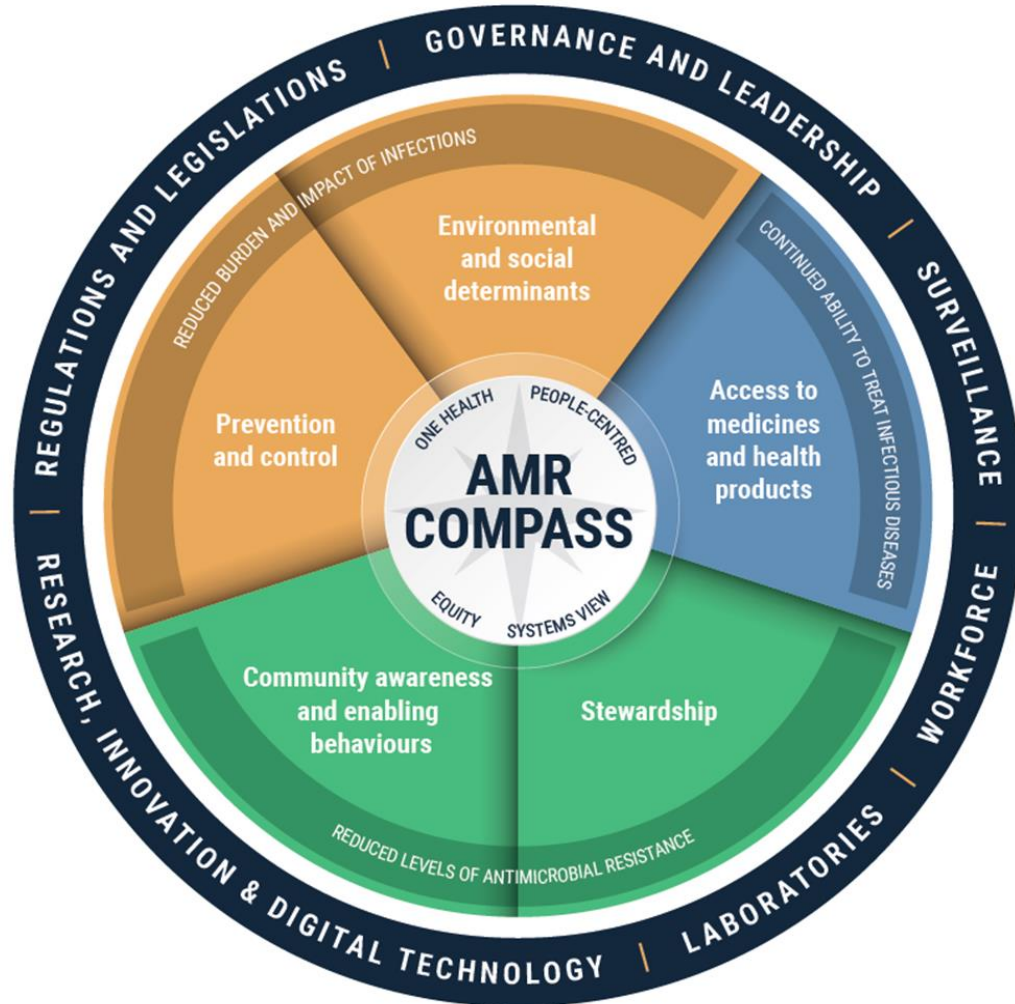 GOVERNANCE AND LEADERSHIP
SURVEILLANCE
WORKFORCE
LABORATORIES
RESEARCH, INNOVATION & DIGITAL TECHNOLOGY
REGULATIONS AND LEGISLATIONS
REDUCED BURDEN AND IMPACT OF INFECTIONS
Environmental
and social
determinants
CONTINUED ABILITY TO TREAT INFECTIOUS DISEASES
Access to
medicines
and health
products
Prevention
and control
ONE HEALTH
PEOPLE-CENTRED
AMR
COMPASS
EQUITY
SYSTEMS VIEW
Community awareness
and enabling
behaviours
Stewardship
REDUCED LEVELS OF ANTIMICROBIAL RESISTANCE